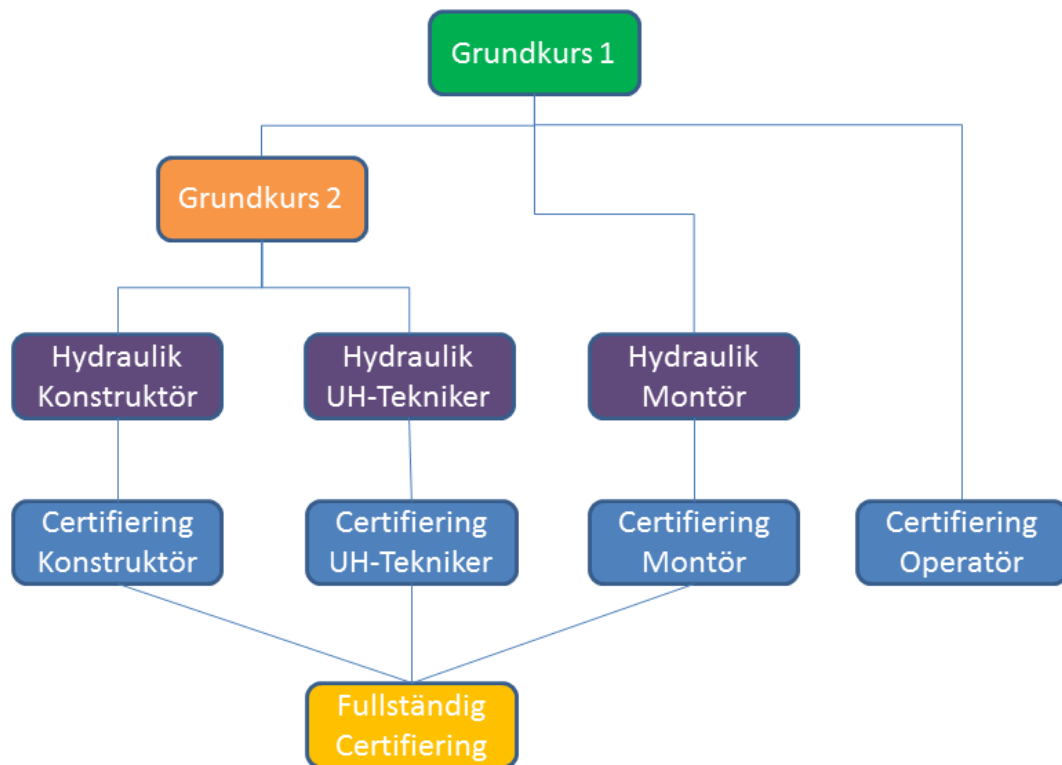 Grundkurs 1
Grundkurs 2
Hydraulik
Konstruktör
Hydraulik
UH-Tekniker
Hydraulik
Montör
Certifiering
Konstruktör
Certifiering
UH-Tekniker
Certifiering
Montör
Certifiering
Operatör
Fullständig
Certifiering